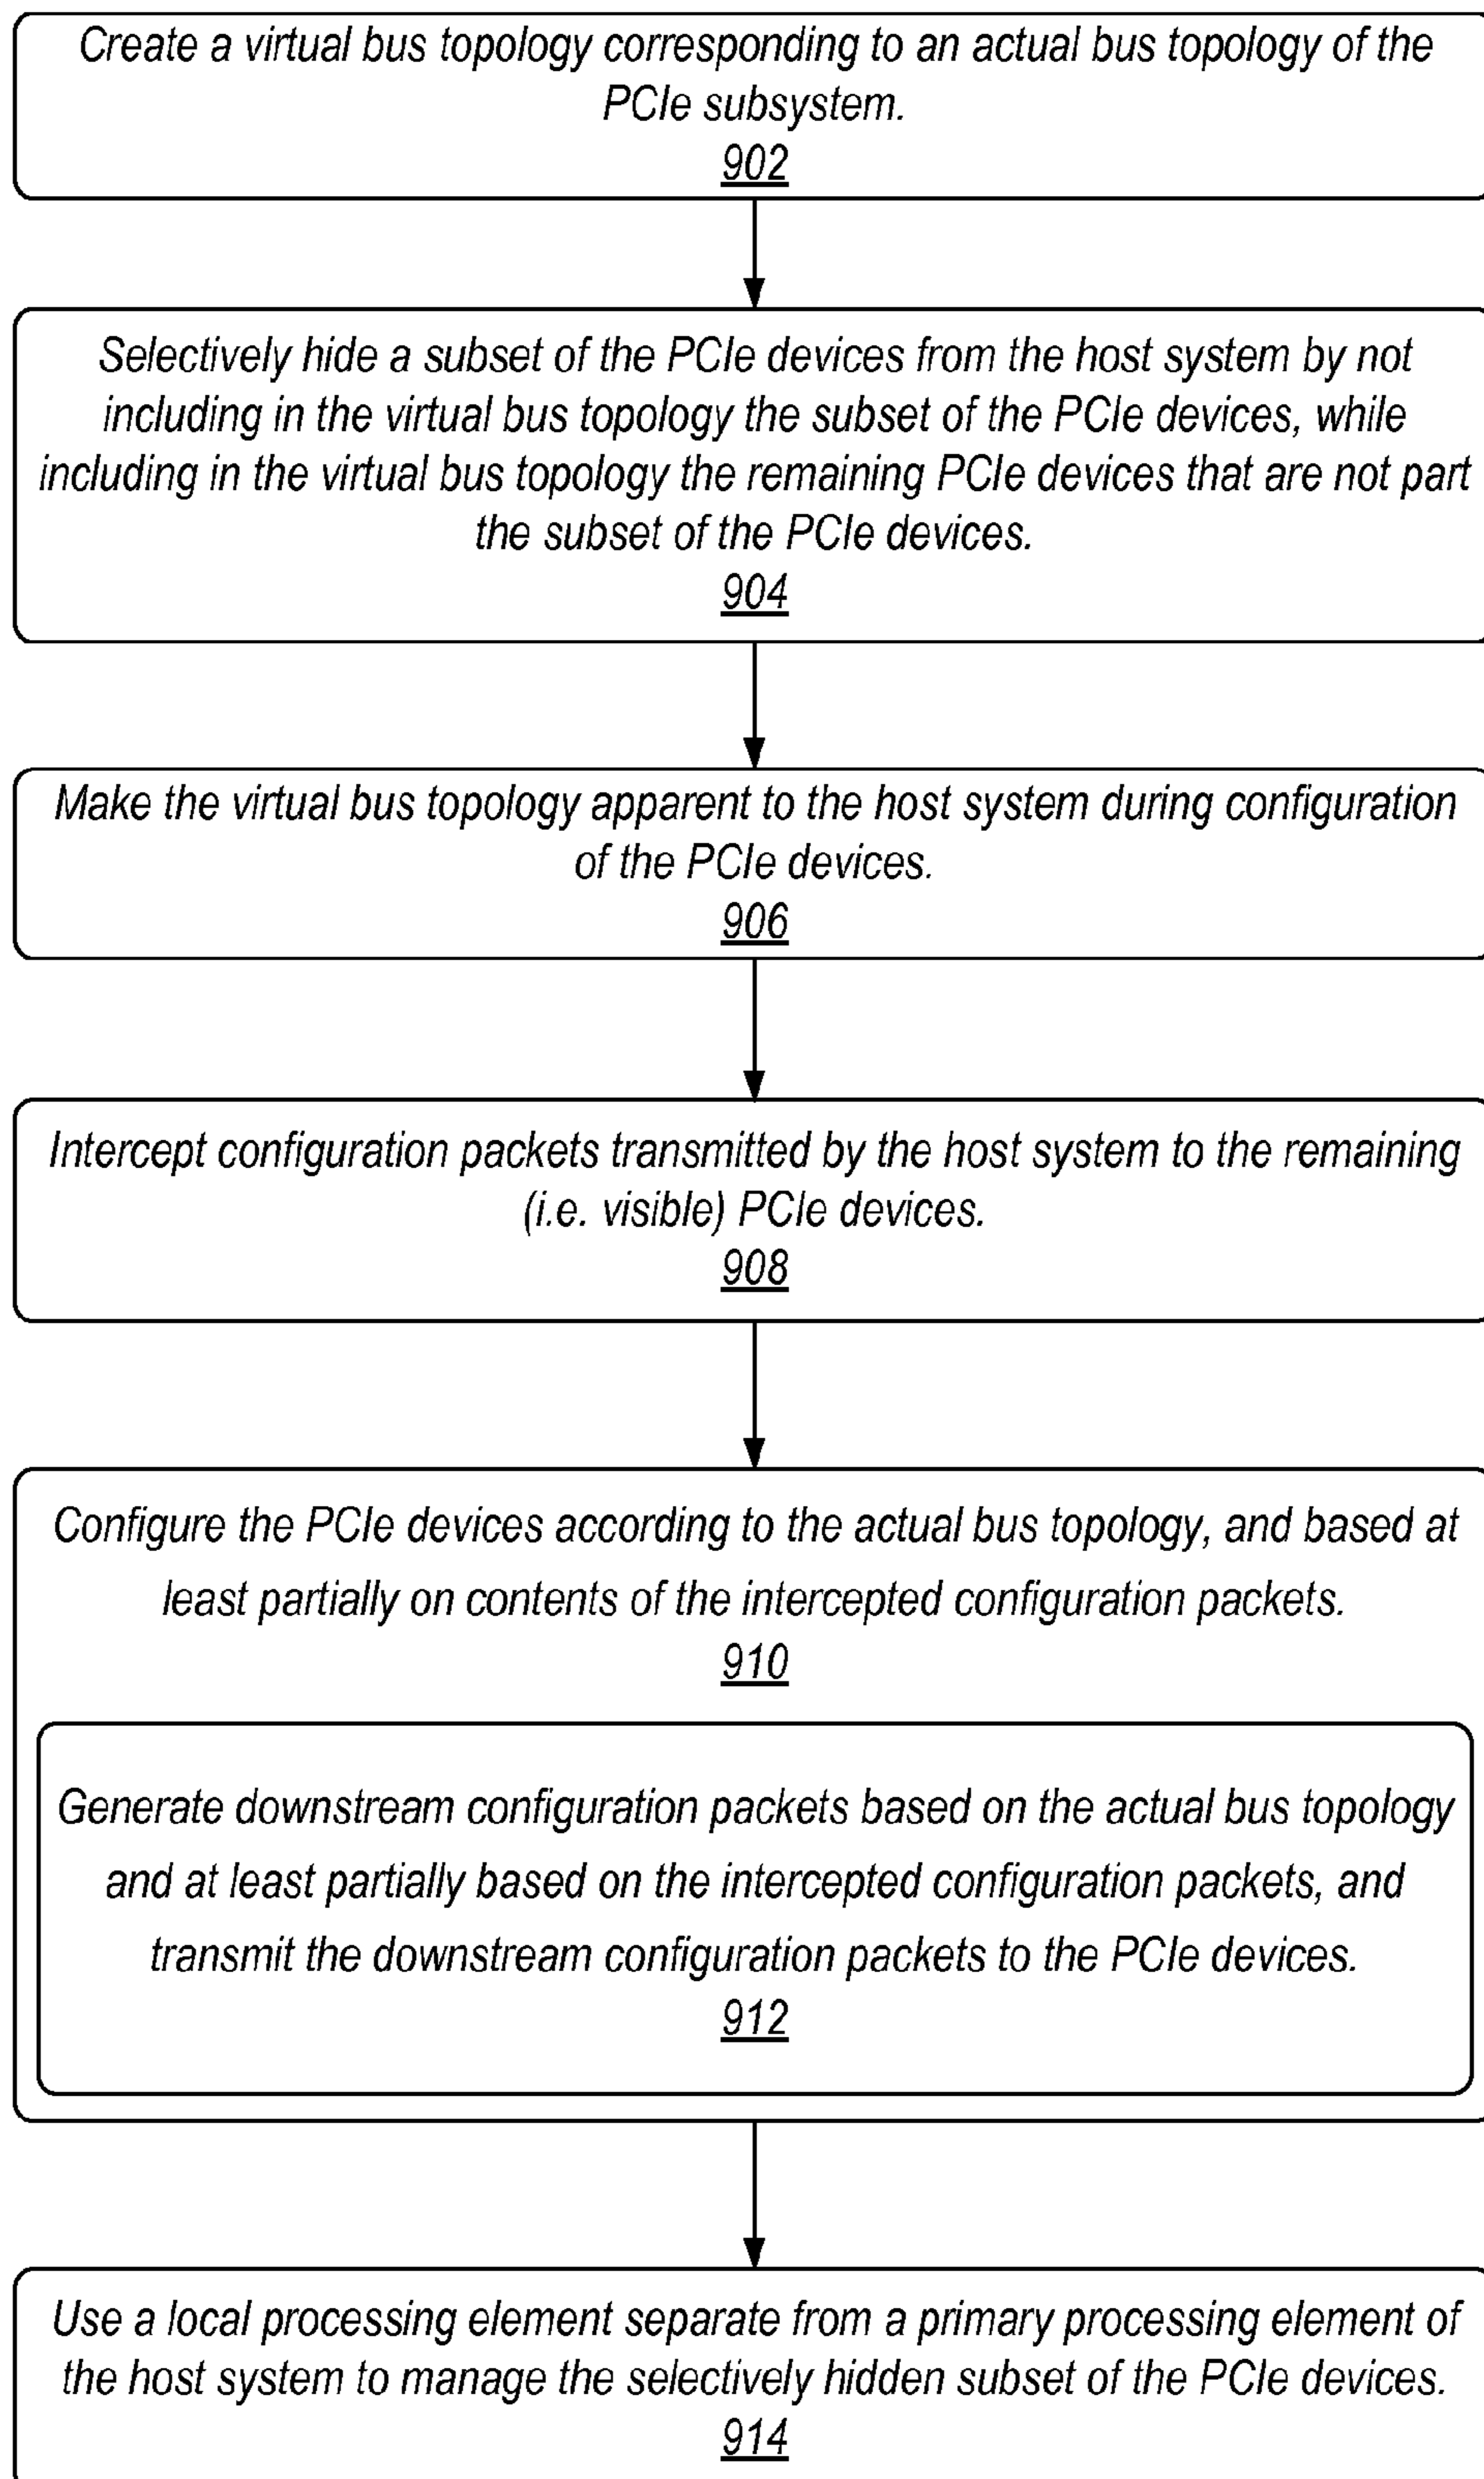 Create a virtual bus topology corresponding to an actual bus topology of the
PCIe subsystem.
902
Selectively hide a subset of the PCIe devices from the host system by not
including in the virtual bus topology the subset of the PCIe devices, while
including in the virtual bus topology the remaining PCIe devices that are not part
the subset of the PCIe devices.
904
Make the virtual bus topology apparent to the host system during configuration
of the PCIe devices.
906
Intercept configuration packets transmitted by the host system to the remaining
(i.e. visible) PCIe devices.
908
Configure the PCIe devices according to the actual bus topology, and based at
least partially on contents of the intercepted configuration packets.
910
Generate downstream configuration packets based on the actual bus topology
and at least partially based on the intercepted configuration packets, and
transmit the downstream configuration packets to the PCIe devices.
912
Use a local processing element separate from a primary processing element of
the host system to manage the selectively hidden subset of the PCIe devices.
914